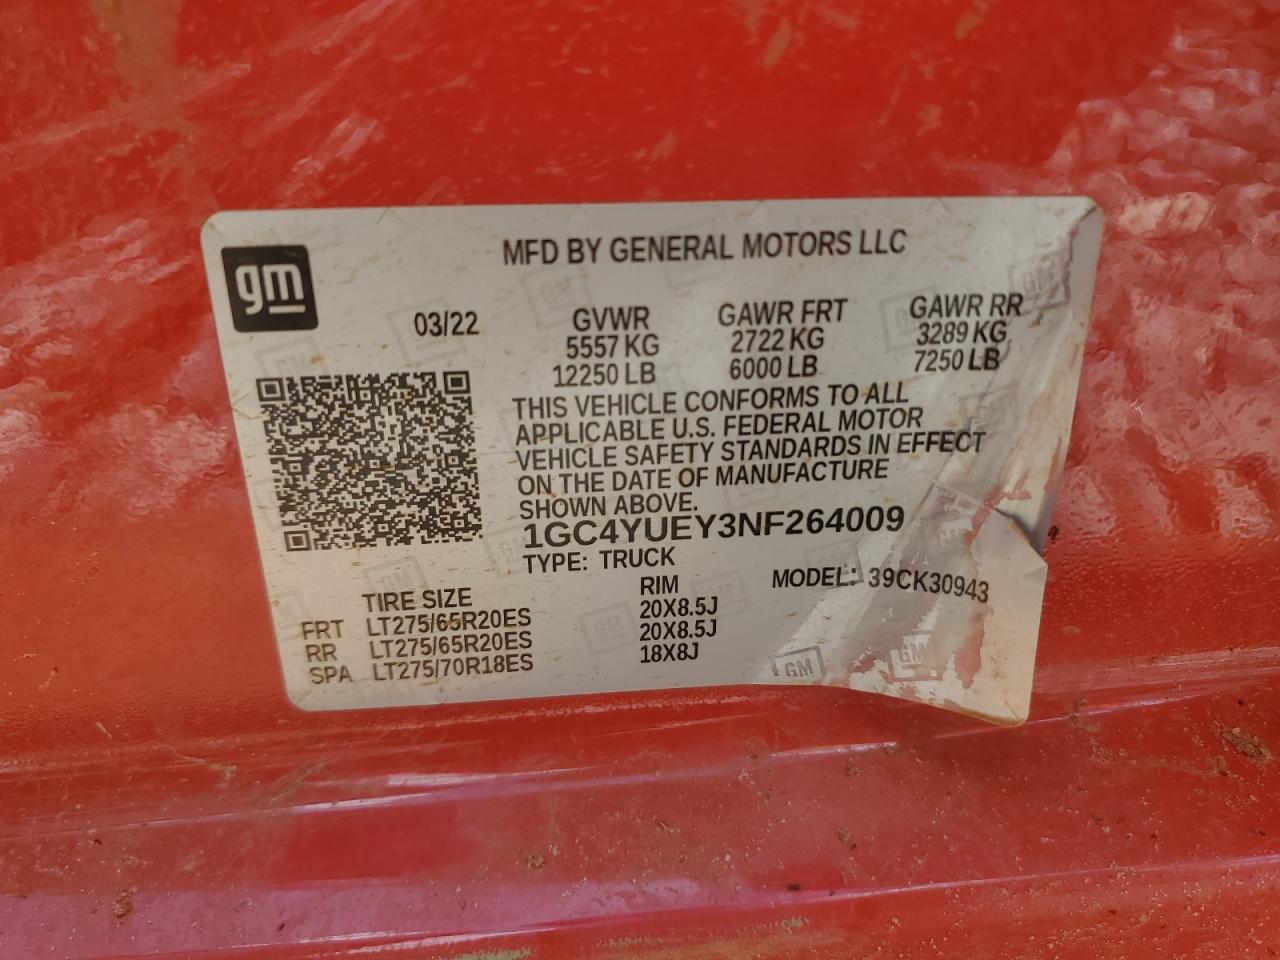 gm
MFD BY GENERAL MOTORS LLC
03/22 GVWR GAWR FRT GAWR RR
5557 KG 2722 KG 3289 KG
12250 LB 6000 LB 7250 LB
THIS VEHICLE CONFORMS TO ALL
APPLICABLE U.S. FEDERAL MOTOR
VEHICLE SAFETY STANDARDS IN EFFECT
ON THE DATE OF MANUFACTURE
SHOWN ABOVE.
1GC4YUEY3NF264009
TYPE: TRUCK
MODEL: 39CK30943
TIRE SIZE RIM
FRT LT275/65R20ES 20X8.5J
RR LT275/65R20ES 20X8.5J
SPA LT275/70R18ES 18X8J
GM GM